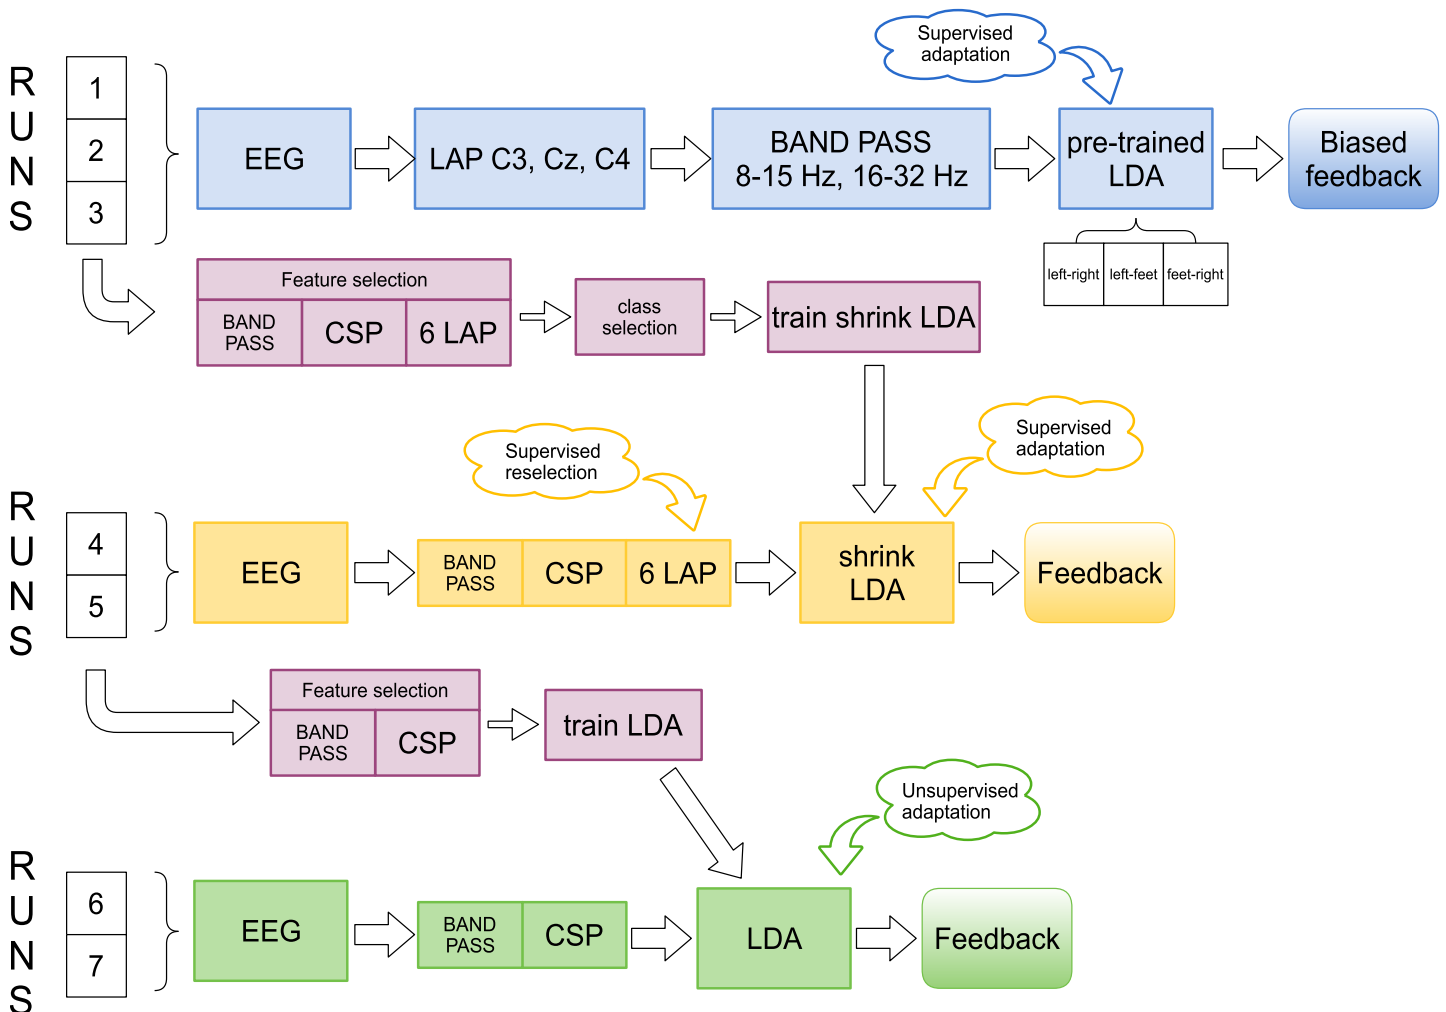 Supervised
adaptation
R
U
N
S
1
2
3
EEG
LAP C3, Cz, C4
BAND PASS
8-15 Hz, 16-32 Hz
pre-trained
LDA
Biased
feedback
left-right
left-feet
feet-right
Feature selection
BAND
PASS
CSP
6 LAP
class
selection
train shrink LDA
Supervised
reselection
Supervised
adaptation
R
U
N
S
4
5
EEG
BAND
PASS
CSP
6 LAP
shrink
LDA
Feedback
Feature selection
BAND
PASS
CSP
train LDA
Unsupervised
adaptation
R
U
N
S
6
7
EEG
BAND
PASS
CSP
LDA
Feedback